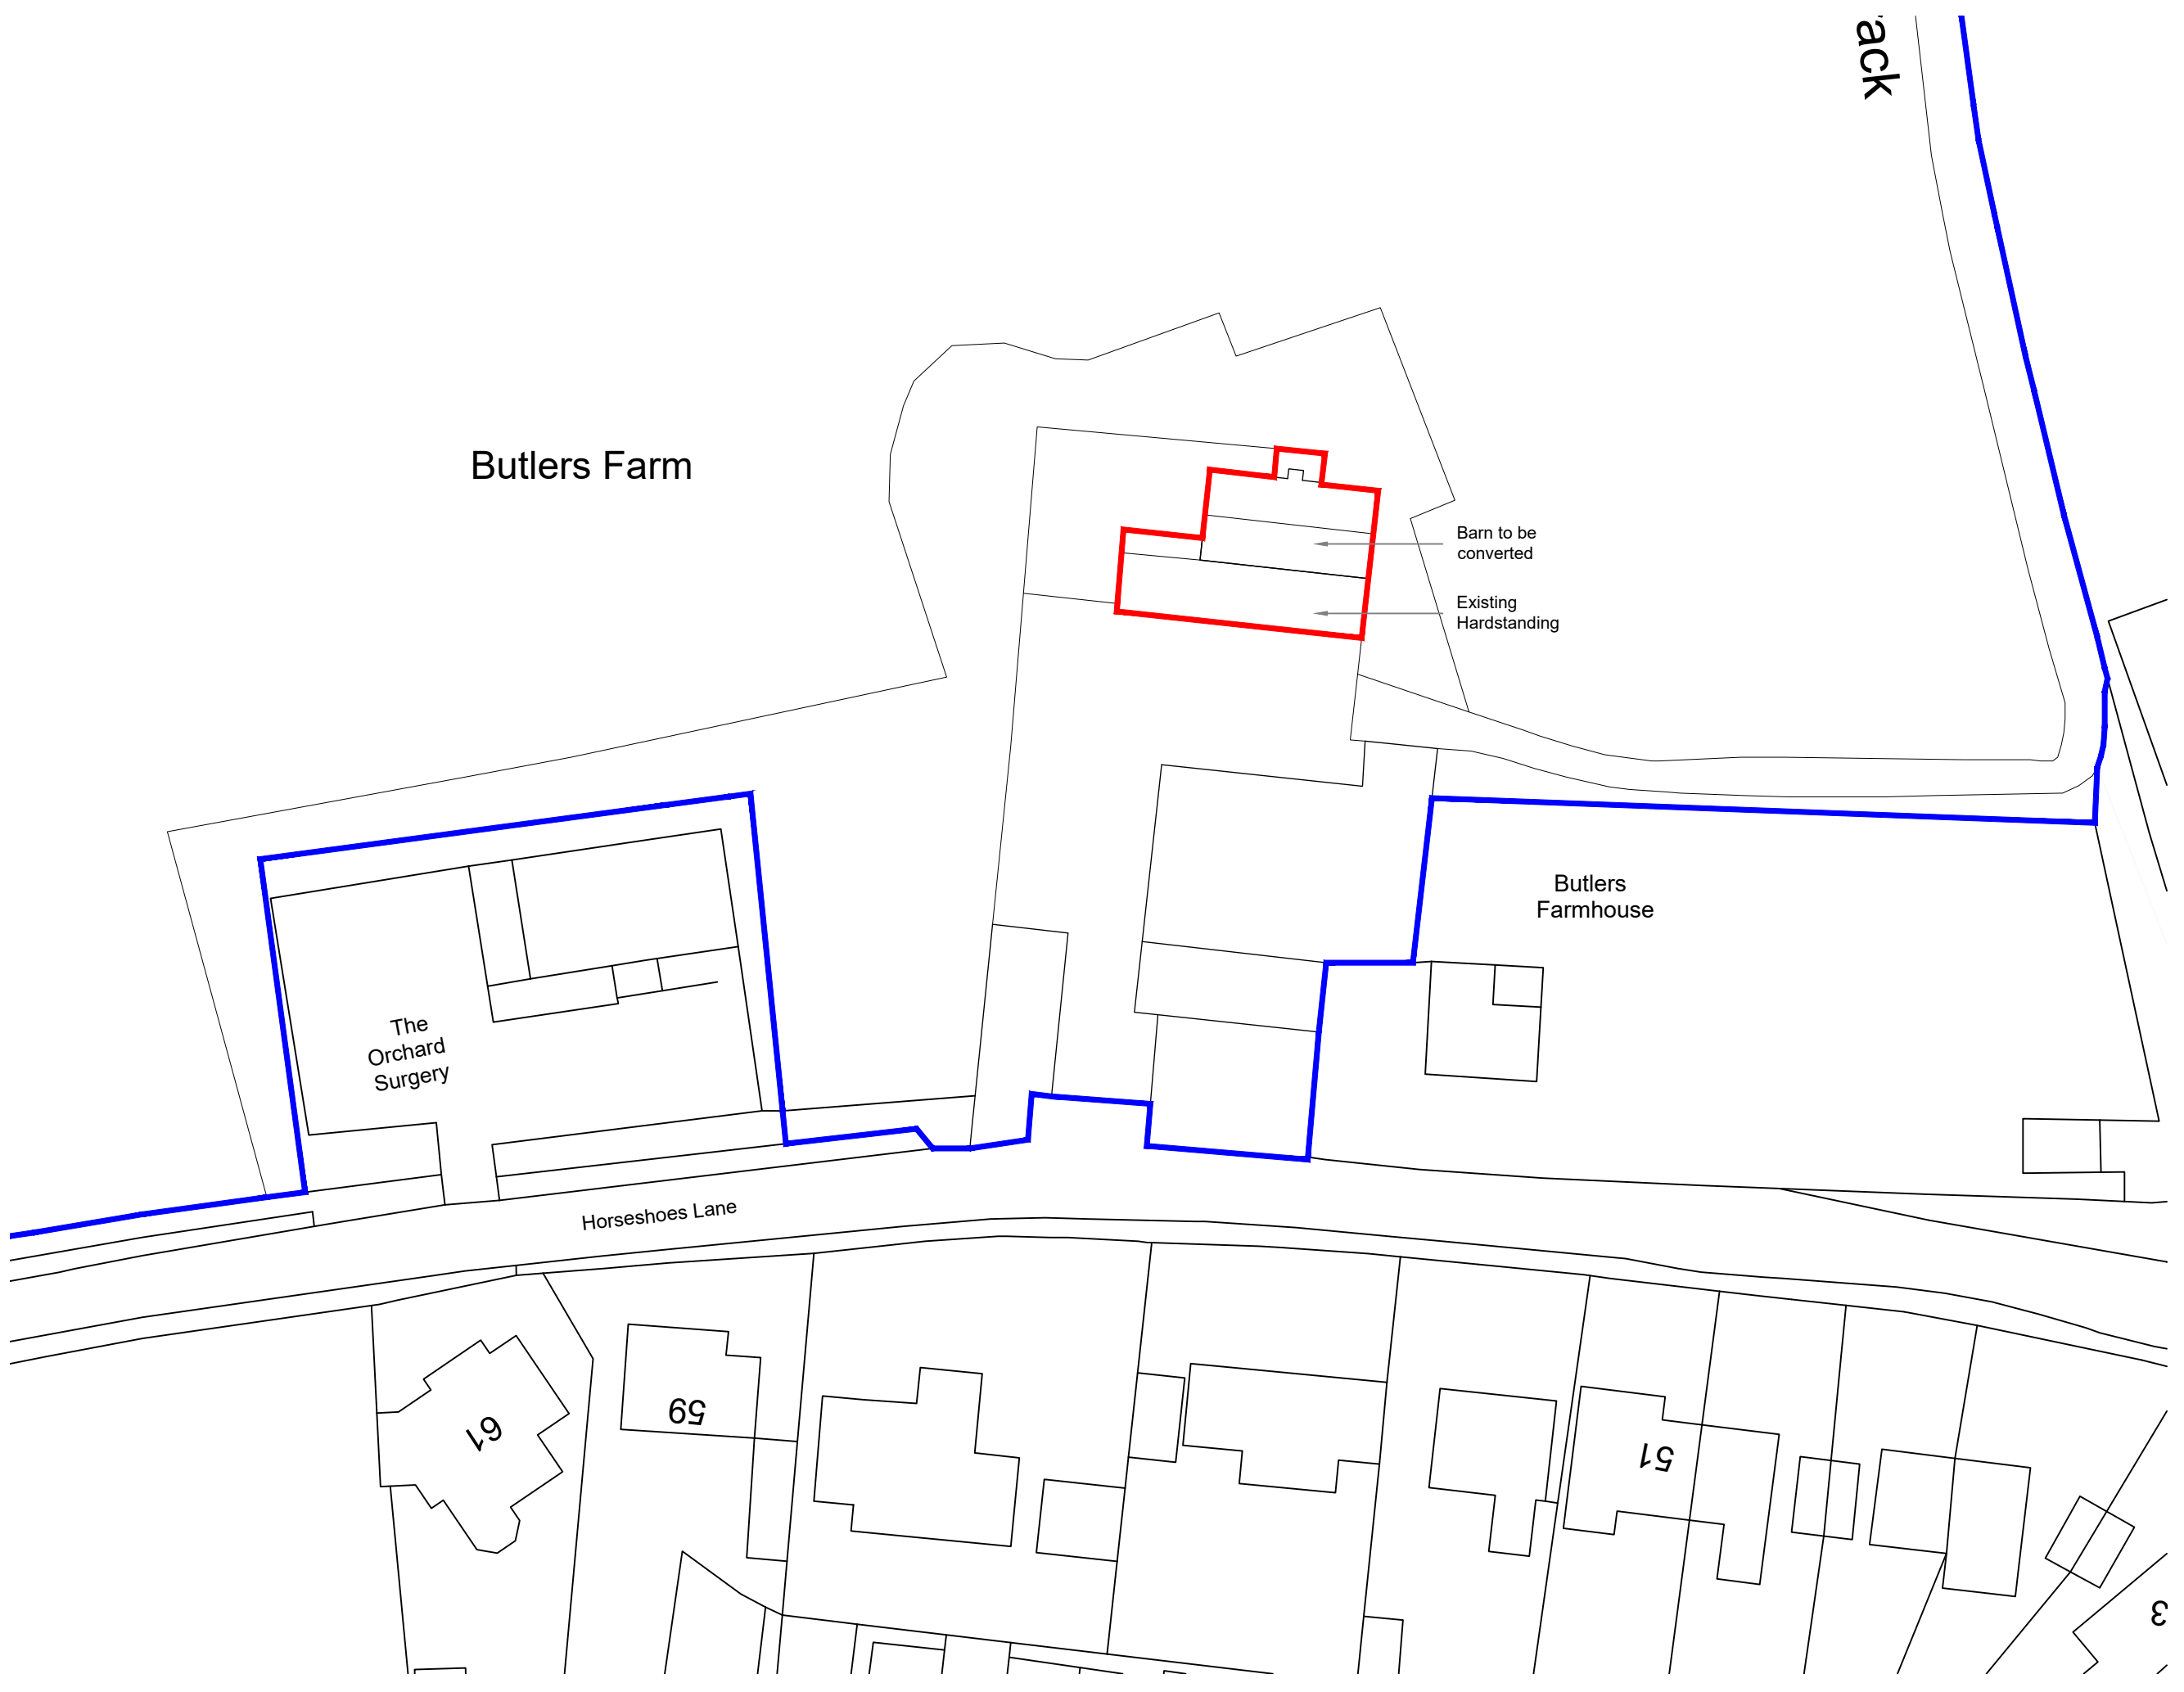 ack
Butlers Farm
Barn to be
converted
Existing
Hardstanding
Butlers
Farmhouse
The
Orchard
Surgery
Horseshoes Lane
61
59
51
3